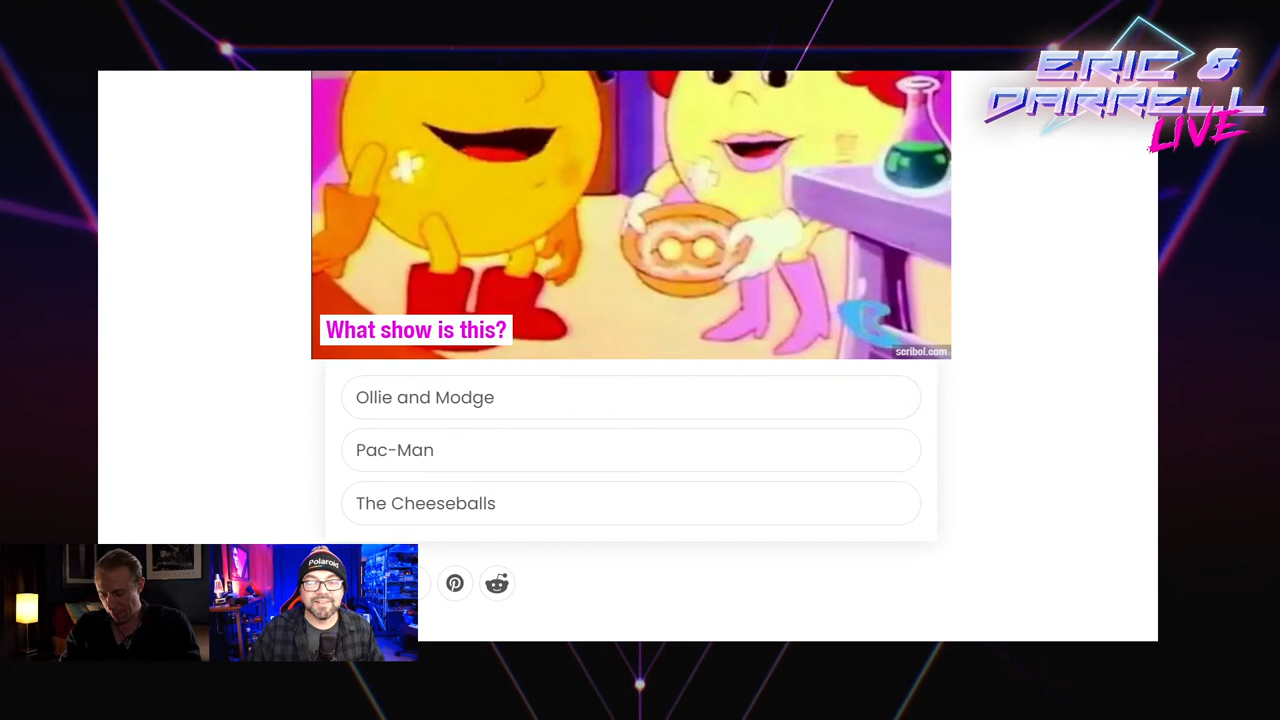 ERIC &
DARRELL
LIVE
What show is this?
scribol.com
Ollie and Modge
Pac-Man
The Cheeseballs
Polaroid